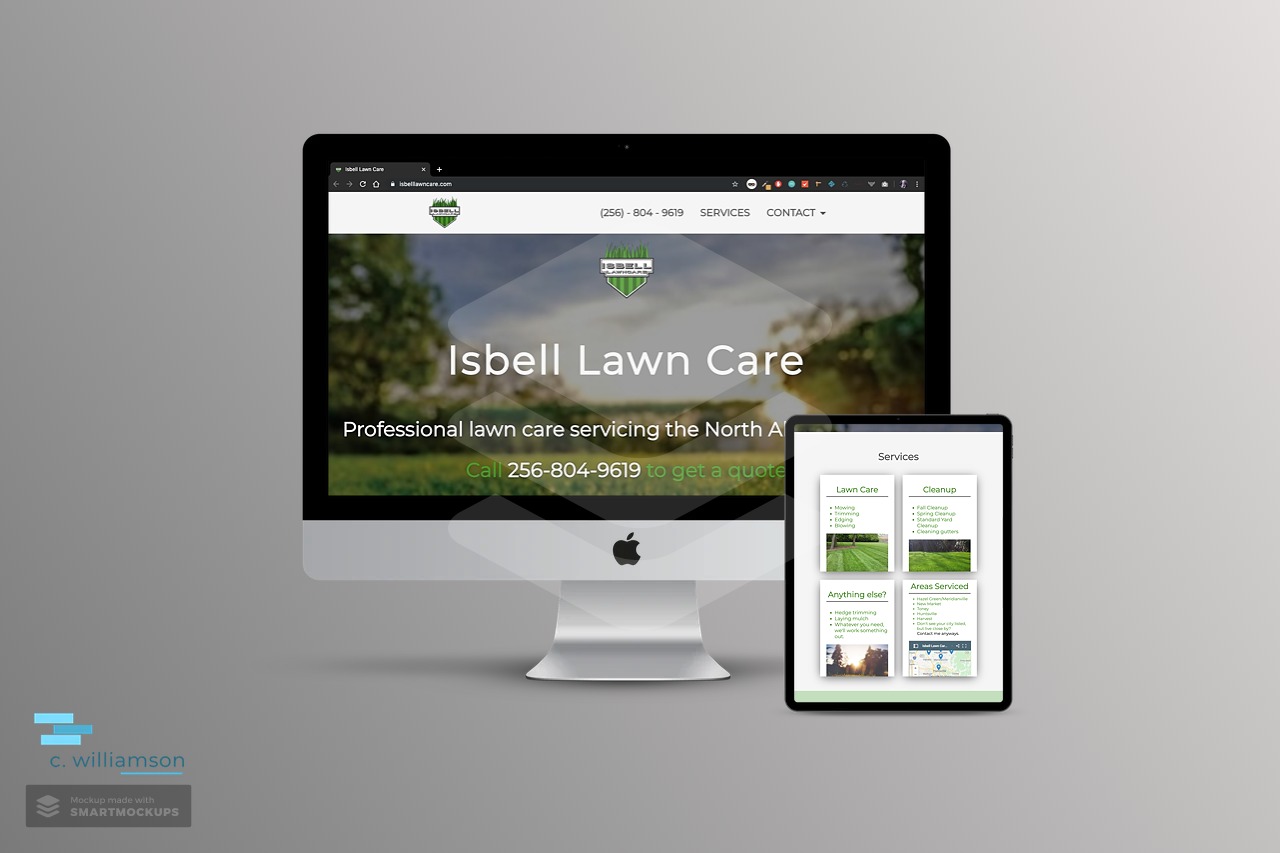 Isbell Lawn Care
isbelllawncare.com
ISBELL
LAWNCARE
(256) - 804 - 9619 SERVICES CONTACT
ISBELL
LAWNCARE
Isbell Lawn Care
Professional lawn care servicing the North A
Call 256-804-9619 to get a quote
Services
Lawn Care
Mowing
Trimming
Edging
Blowing
Cleanup
Fall Cleanup
Spring Cleanup
Standard Yard
Cleanup
Cleaning gutters
Anything else?
Hedge trimming
Laying mulch
Whatever you need,
we'll work something
out.
Areas Serviced
Hazel Green/Meridianville
New Market
Toney
Huntsville
Harvest
Don't see your city listed,
but live close by?
Contact me anyways.
Isbell Lawn Car...
c. williamson
Mockup made with
SMARTMOCKUPS